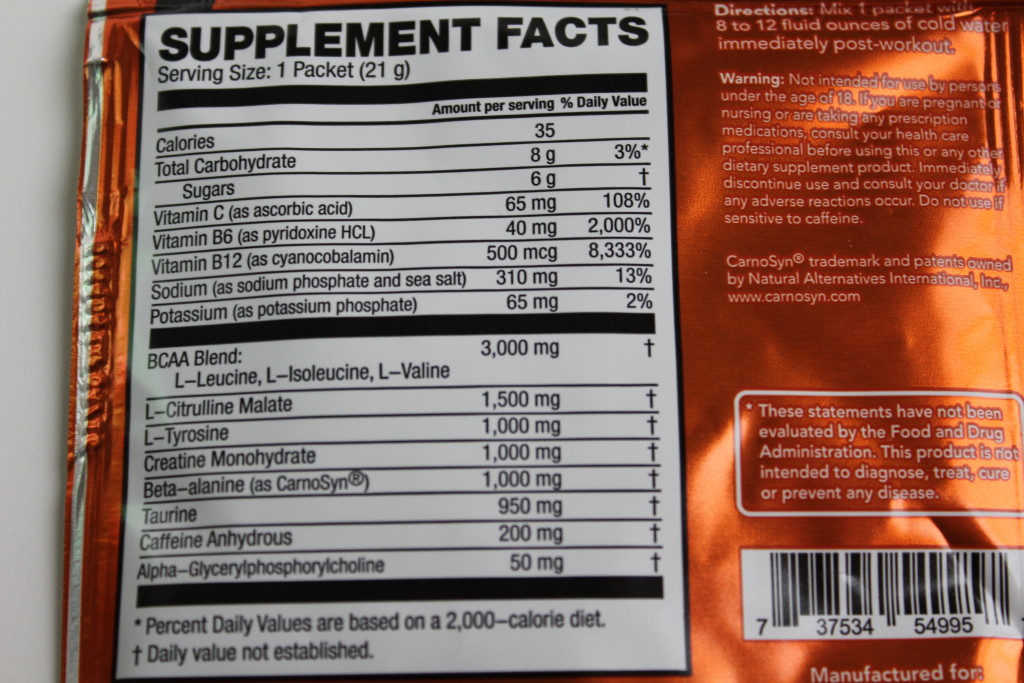 SUPPLEMENT FACTS
Serving Size: 1 Packet (21 g)
Amount per serving % Daily Value
Calories 35
Total Carbohydrate 8 g 3%*
Sugars 6 g †
Vitamin C (as ascorbic acid) 65 mg 108%
Vitamin B6 (as pyridoxine HCL) 40 mg 2,000%
Vitamin B12 (as cyanocobalamin) 500 mcg 8,333%
Sodium (as sodium phosphate and sea salt) 310 mg 13%
Potassium (as potassium phosphate) 65 mg 2%
BCAA Blend: 3,000 mg †
L–Leucine, L–Isoleucine, L–Valine
L–Citrulline Malate 1,500 mg †
L–Tyrosine 1,000 mg †
Creatine Monohydrate 1,000 mg †
Beta–alanine (as CarnoSyn®) 1,000 mg †
Taurine 950 mg †
Caffeine Anhydrous 200 mg †
Alpha–Glycerylphosphorylcholine 50 mg †
* Percent Daily Values are based on a 2,000–calorie diet.
† Daily value not established.
Directions: Mix 1 packet with
8 to 12 fluid ounces of cold water
immediately post-workout.
Warning: Not intended for use by persons
under the age of 18. If you are pregnant or
nursing or are taking any prescription
medications, consult your health care
professional before using this or any other
dietary supplement product. Immediately
discontinue use and consult your doctor if
any adverse reactions occur. Do not use if
sensitive to caffeine.
CarnoSyn® trademark and patents owned
by Natural Alternatives International, Inc.,
www.carnosyn.com
* These statements have not been
evaluated by the Food and Drug
Administration. This product is not
intended to diagnose, treat, cure
or prevent any disease.
7 37534 54995
Manufactured for: